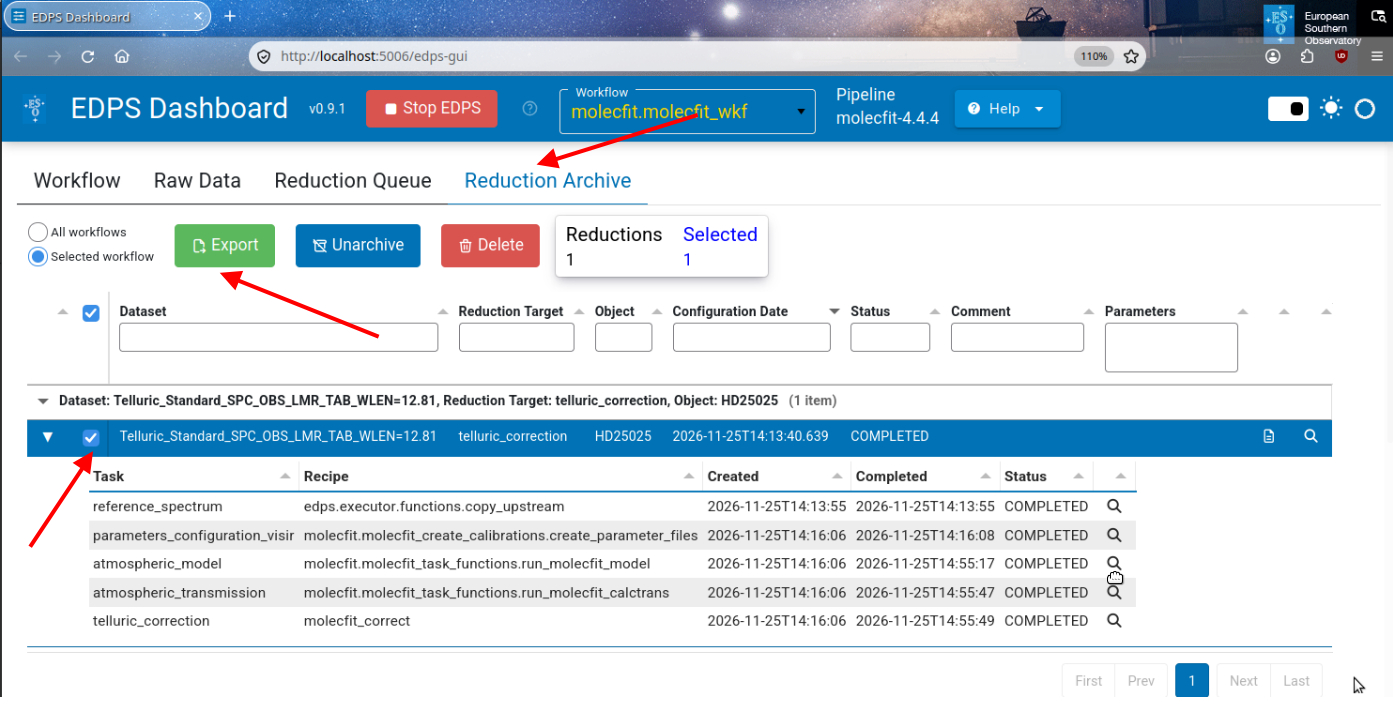 EDPS Dashboard
European
Southern
Observatory
http://localhost:5006/edps-gui
110%
EDPS Dashboard v0.9.1 Stop EDPS
Workflow
molecfit.molecfit_wkf
Pipeline
molecfit-4.4.4
Help
Workflow Raw Data Reduction Queue Reduction Archive
All workflows
Selected workflow
Export Unarchive Delete
Reductions Selected
1 1
Dataset Reduction Target Object Configuration Date Status Comment Parameters
Dataset: Telluric_Standard_SPC_OBS_LMR_TAB_WLEN=12.81, Reduction Target: telluric_correction, Object: HD25025 (1 item)
Telluric_Standard_SPC_OBS_LMR_TAB_WLEN=12.81 telluric_correction HD25025 2026-11-25T14:13:40.639 COMPLETED
Task Recipe Created Completed Status
reference_spectrum edps.executor.functions.copy_upstream 2026-11-25T14:13:55 2026-11-25T14:13:55 COMPLETED
parameters_configuration_visir molecfit.molecfit_create_calibrations.create_parameter_files 2026-11-25T14:16:06 2026-11-25T14:16:08 COMPLETED
atmospheric_model molecfit.molecfit_task_functions.run_molecfit_model 2026-11-25T14:16:06 2026-11-25T14:55:17 COMPLETED
atmospheric_transmission molecfit.molecfit_task_functions.run_molecfit_calctrans 2026-11-25T14:16:06 2026-11-25T14:55:47 COMPLETED
telluric_correction molecfit_correct 2026-11-25T14:16:06 2026-11-25T14:55:49 COMPLETED
First Prev 1 Next Last